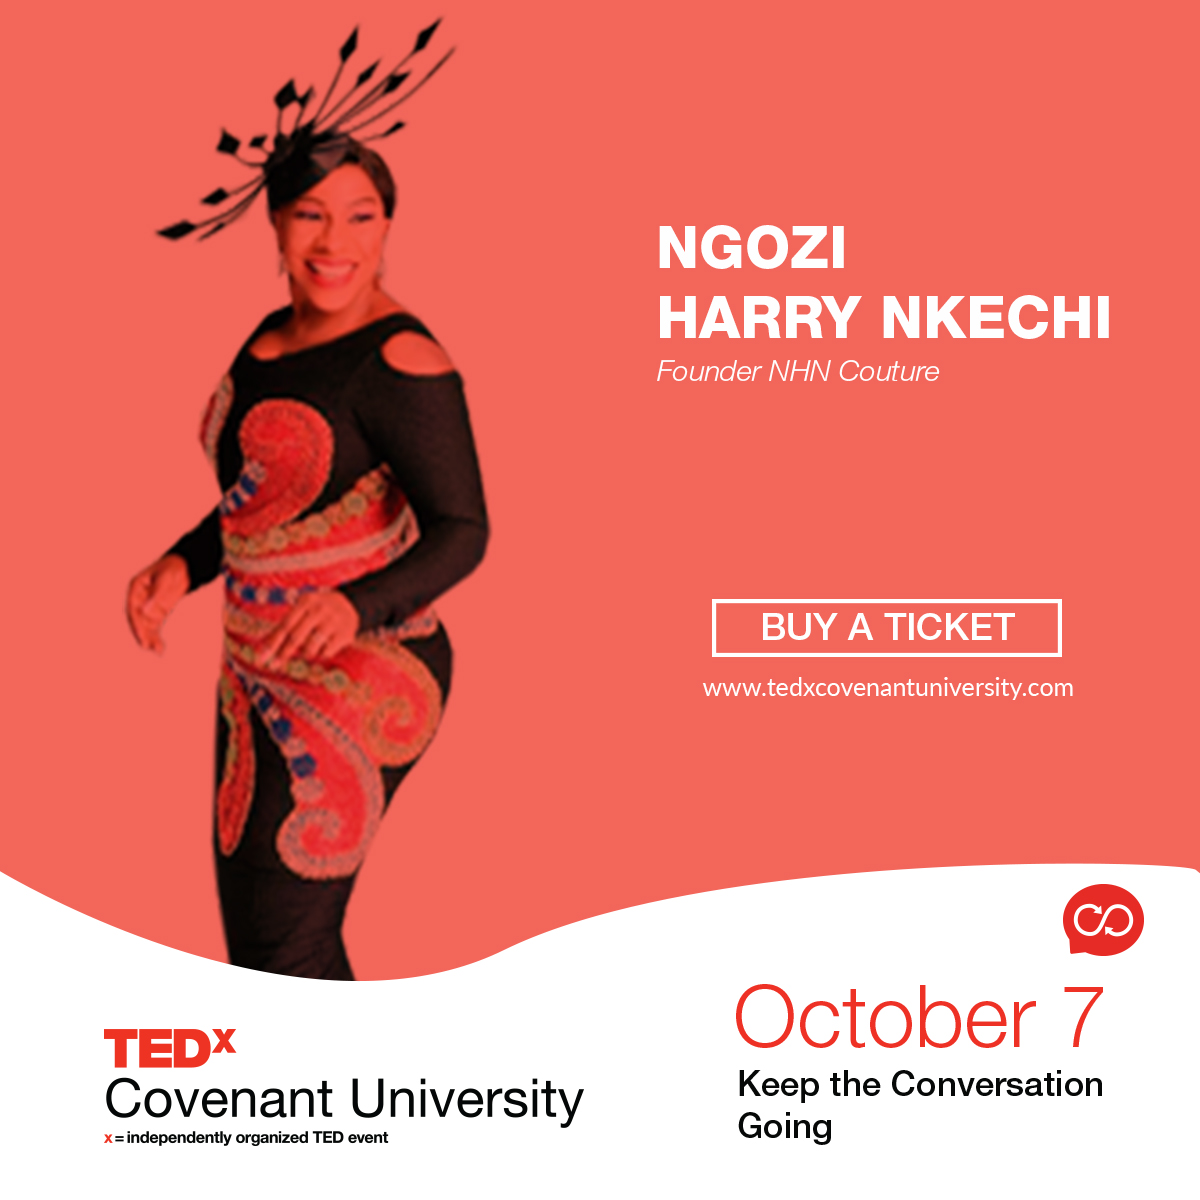 NGOZI
HARRY NKECHI
Founder NHN Couture
BUY A TICKET
www.tedxcovenantuniversity.com
TEDx
Covenant University
x = independently organized TED event
October 7
Keep the Conversation
Going